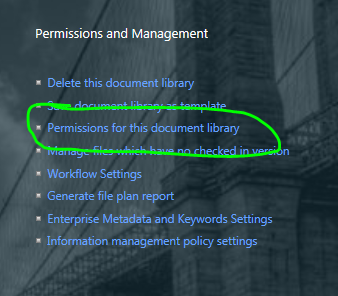 Permissions and Management
Delete this document library
Save document library as template
Permissions for this document library
Manage files which have no checked in version
Workflow Settings
Generate file plan report
Enterprise Metadata and Keywords Settings
Information management policy settings